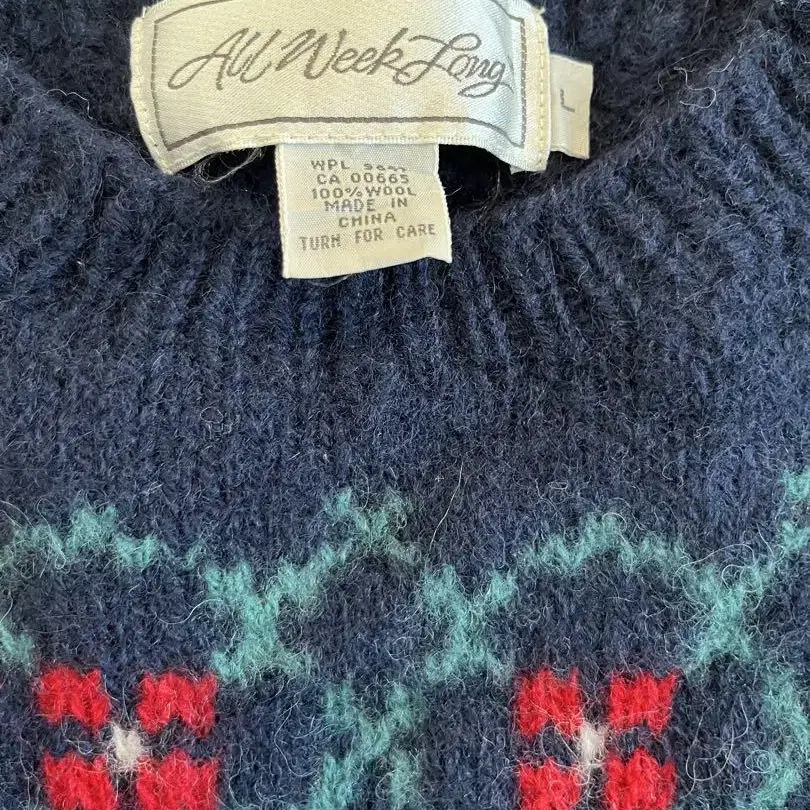 All Week Long
L
WPL
CA 00665
100% WOOL
MADE IN
CHINA
TURN FOR CARE